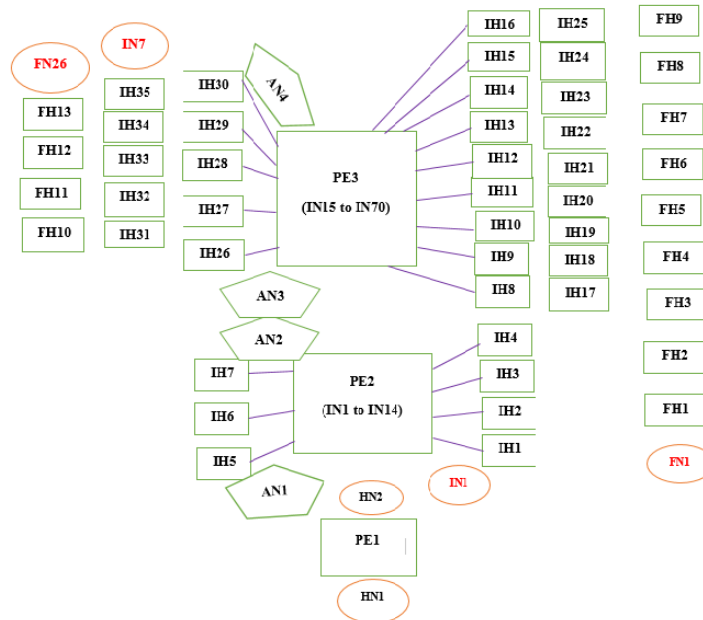 IH16 IH25 FH9
IN7
FN26
IH15 IH24 FH8
IH35 IH30 AN4 IH14 IH23
FH13
IH34 IH29 IH13 IH22 FH7
FH12 IH33 IH28 IH12 IH21 FH6
PE3
(IN15 to IN70)
FH11 IH32 IH27 IH11 IH20 FH5
FH10 IH31 IH10 IH19
IH26 IH9 IH18 FH4
AN3 IH8 IH17 FH3
AN2 IH4
IH7 IH3 FH2
PE2
(IN1 to IN14)
IH6 IH2 FH1
IH5 IH1 FN1
AN1 HN2 IN1
PE1
HN1